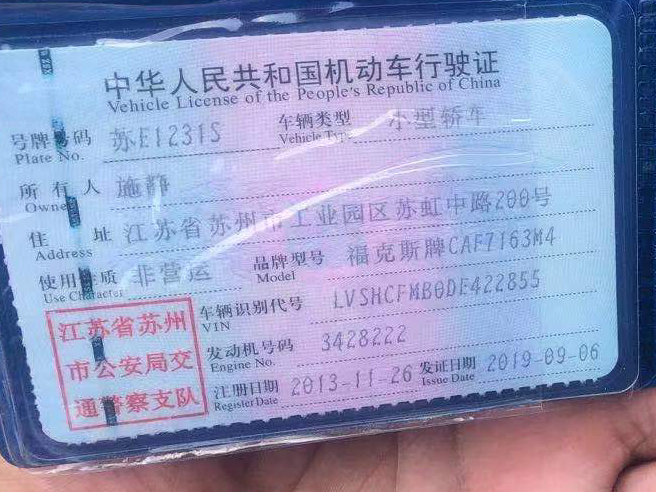 中华人民共和国机动车行驶证
Vehicle License of the People's Republic of China
号牌号码 苏E1231S 车辆类型 小型轿车
Plate No. Vehicle Type
所有人 施静
Owner
住址 江苏省苏州市工业园区苏虹中路200号
Address
使用性质 非营运 品牌型号 福克斯牌CAF7163M4
Use Character Model
车辆识别代号 LVSHCFMB0DE422855
VIN
发动机号码 3428222
Engine No.
注册日期 2013-11-26 发证日期 2019-09-06
Register Date Issue Date
江苏省苏州
市公安局交
通警察支队